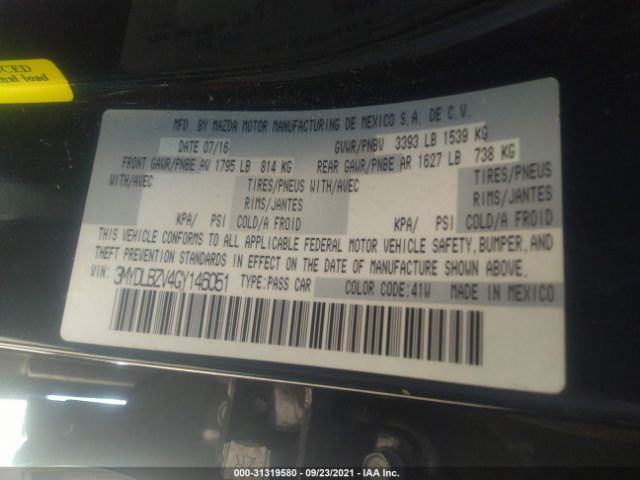 CED
nal load
MFD. BY MAZDA MOTOR MANUFACTURING DE MEXICO S.A. DE C.V.
DATE 07/16 GVWR/PNBV 3393 LB 1539 KG
FRONT GAWR/PNBE AV 1795 LB 814 KG REAR GAWR/PNBE AR 1627 LB 738 KG
WITH/AVEC TIRES/PNEUS WITH/AVEC TIRES/PNEUS
RIMS/JANTES RIMS/JANTES
KPA/ PSI COLD/A FROID KPA/ PSI COLD/A FROID
THIS VEHICLE CONFORMS TO ALL APPLICABLE FEDERAL MOTOR VEHICLE SAFETY, BUMPER, AND
THEFT PREVENTION STANDARDS IN EFFECT ON THE DATE OF MANUFACTURE SHOWN ABOVE.
VIN: 3MYDLBZV4GY146051 TYPE:PASS CAR COLOR CODE:41W MADE IN MEXICO
000-31319580 - 09/23/2021 - IAA Inc.